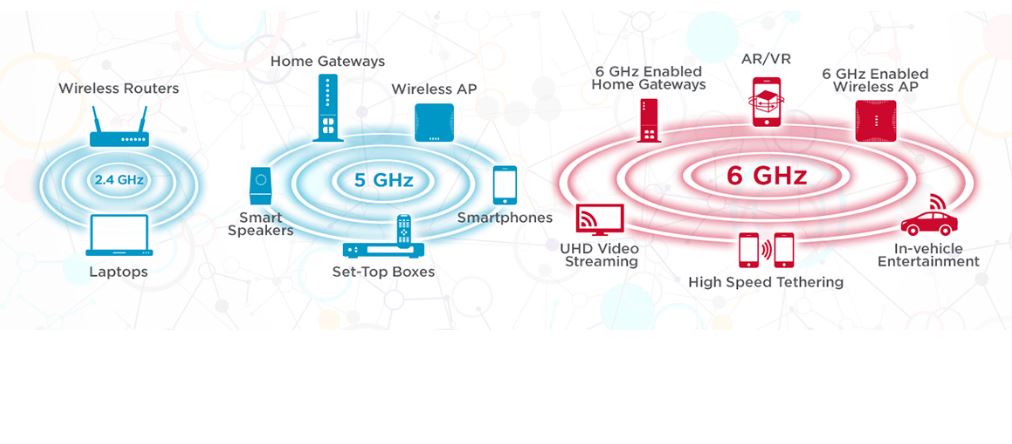 Wireless Routers
2.4 GHz
Laptops
Home Gateways
Wireless AP
5 GHz
Smart
Speakers
Smartphones
Set-Top Boxes
6 GHz Enabled
Home Gateways
AR/VR
6 GHz Enabled
Wireless AP
6 GHz
UHD Video
Streaming
High Speed Tethering
In-vehicle
Entertainment